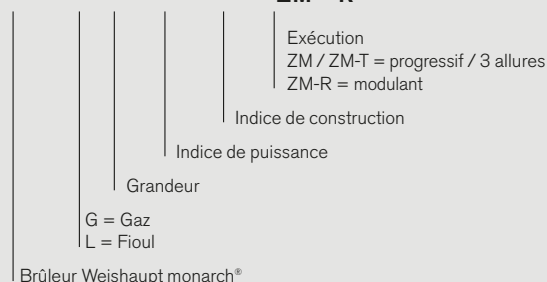 Exécution
ZM / ZM-T = progressif / 3 allures
ZM-R = modulant
Indice de construction
Indice de puissance
Grandeur
G = Gaz
L = Fioul
Brûleur Weishaupt monarch®